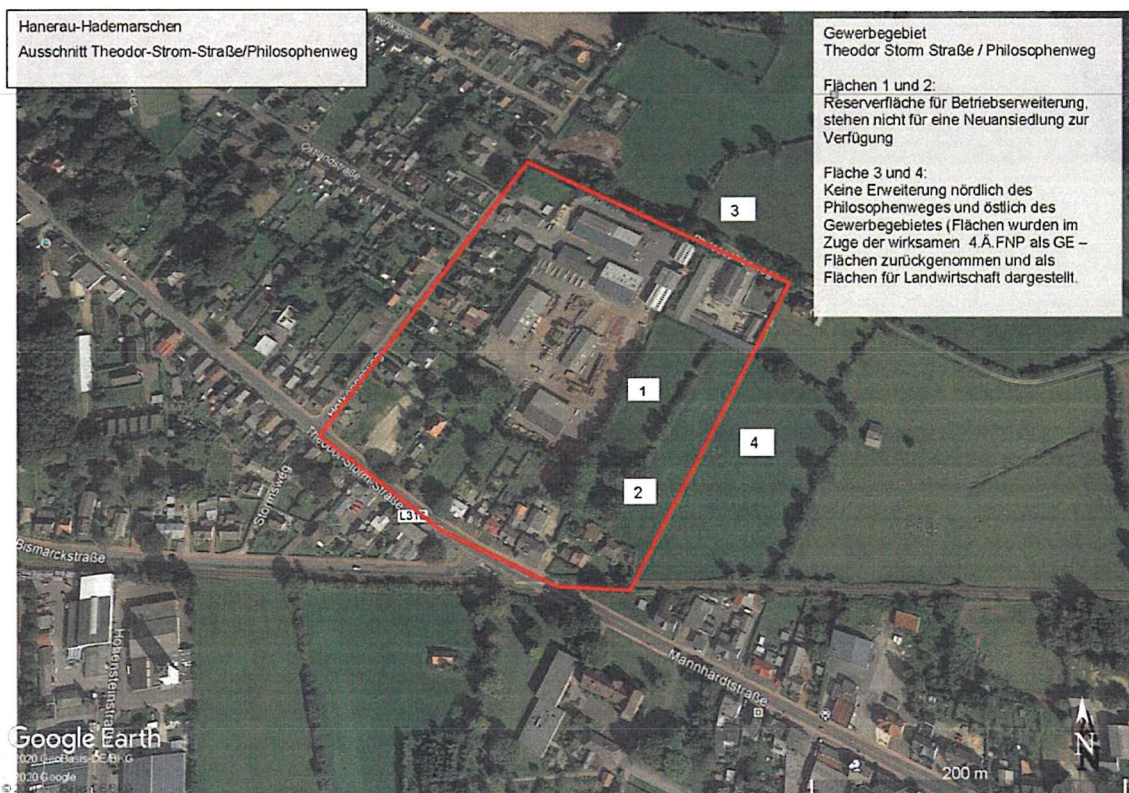 Hanerau-Hademarschen
Ausschnitt Theodor-Strom-Straße/Philosophenweg
Gewerbegebiet
Theodor Storm Straße / Philosophenweg
Flächen 1 und 2:
Reserverfläche für Betriebserweiterung,
stehen nicht für eine Neuansiedlung zur
Verfügung
Fläche 3 und 4:
Keine Erweiterung nördlich des
Philosophenweges und östlich des
Gewerbegebietes (Flächen wurden im
Zuge der wirksamen 4.Ä.FNP als GE –
Flächen zurückgenommen und als
Flächen für Landwirtschaft dargestellt.
3
1
4
2
Theodor-Storm-Straße
Stormsweg
Bismarckstraße
Mannhardtstraße
Google Earth
2020 GeoBasis-DE/BKG
2020 Google
N
200 m